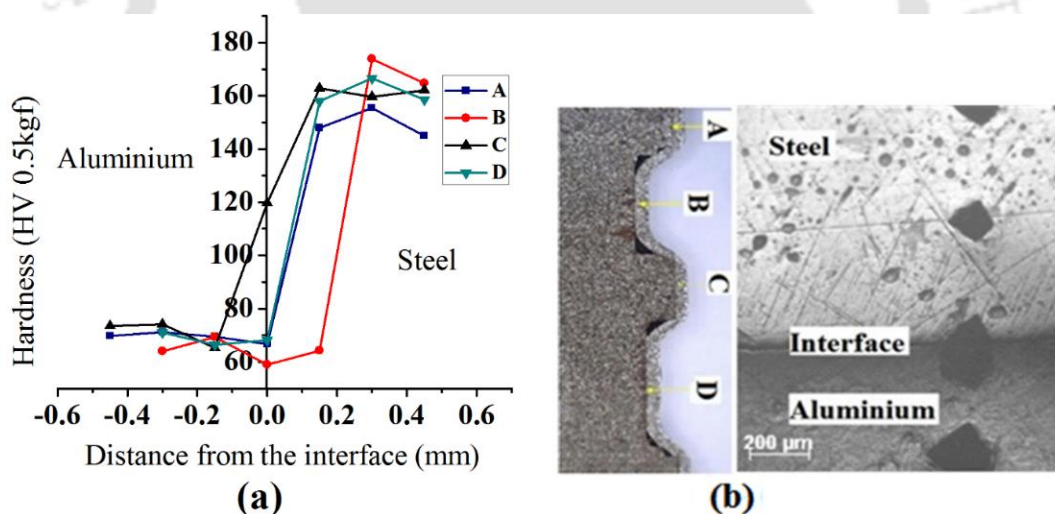 180
160
140
120
100
80
60
Hardness (HV 0.5kgf)
Aluminium
Steel
A
B
C
D
-0.6
-0.4
-0.2
0.0
0.2
0.4
0.6
Distance from the interface (mm)
(a)
A
B
C
D
Steel
Interface
Aluminium
200 µm
(b)